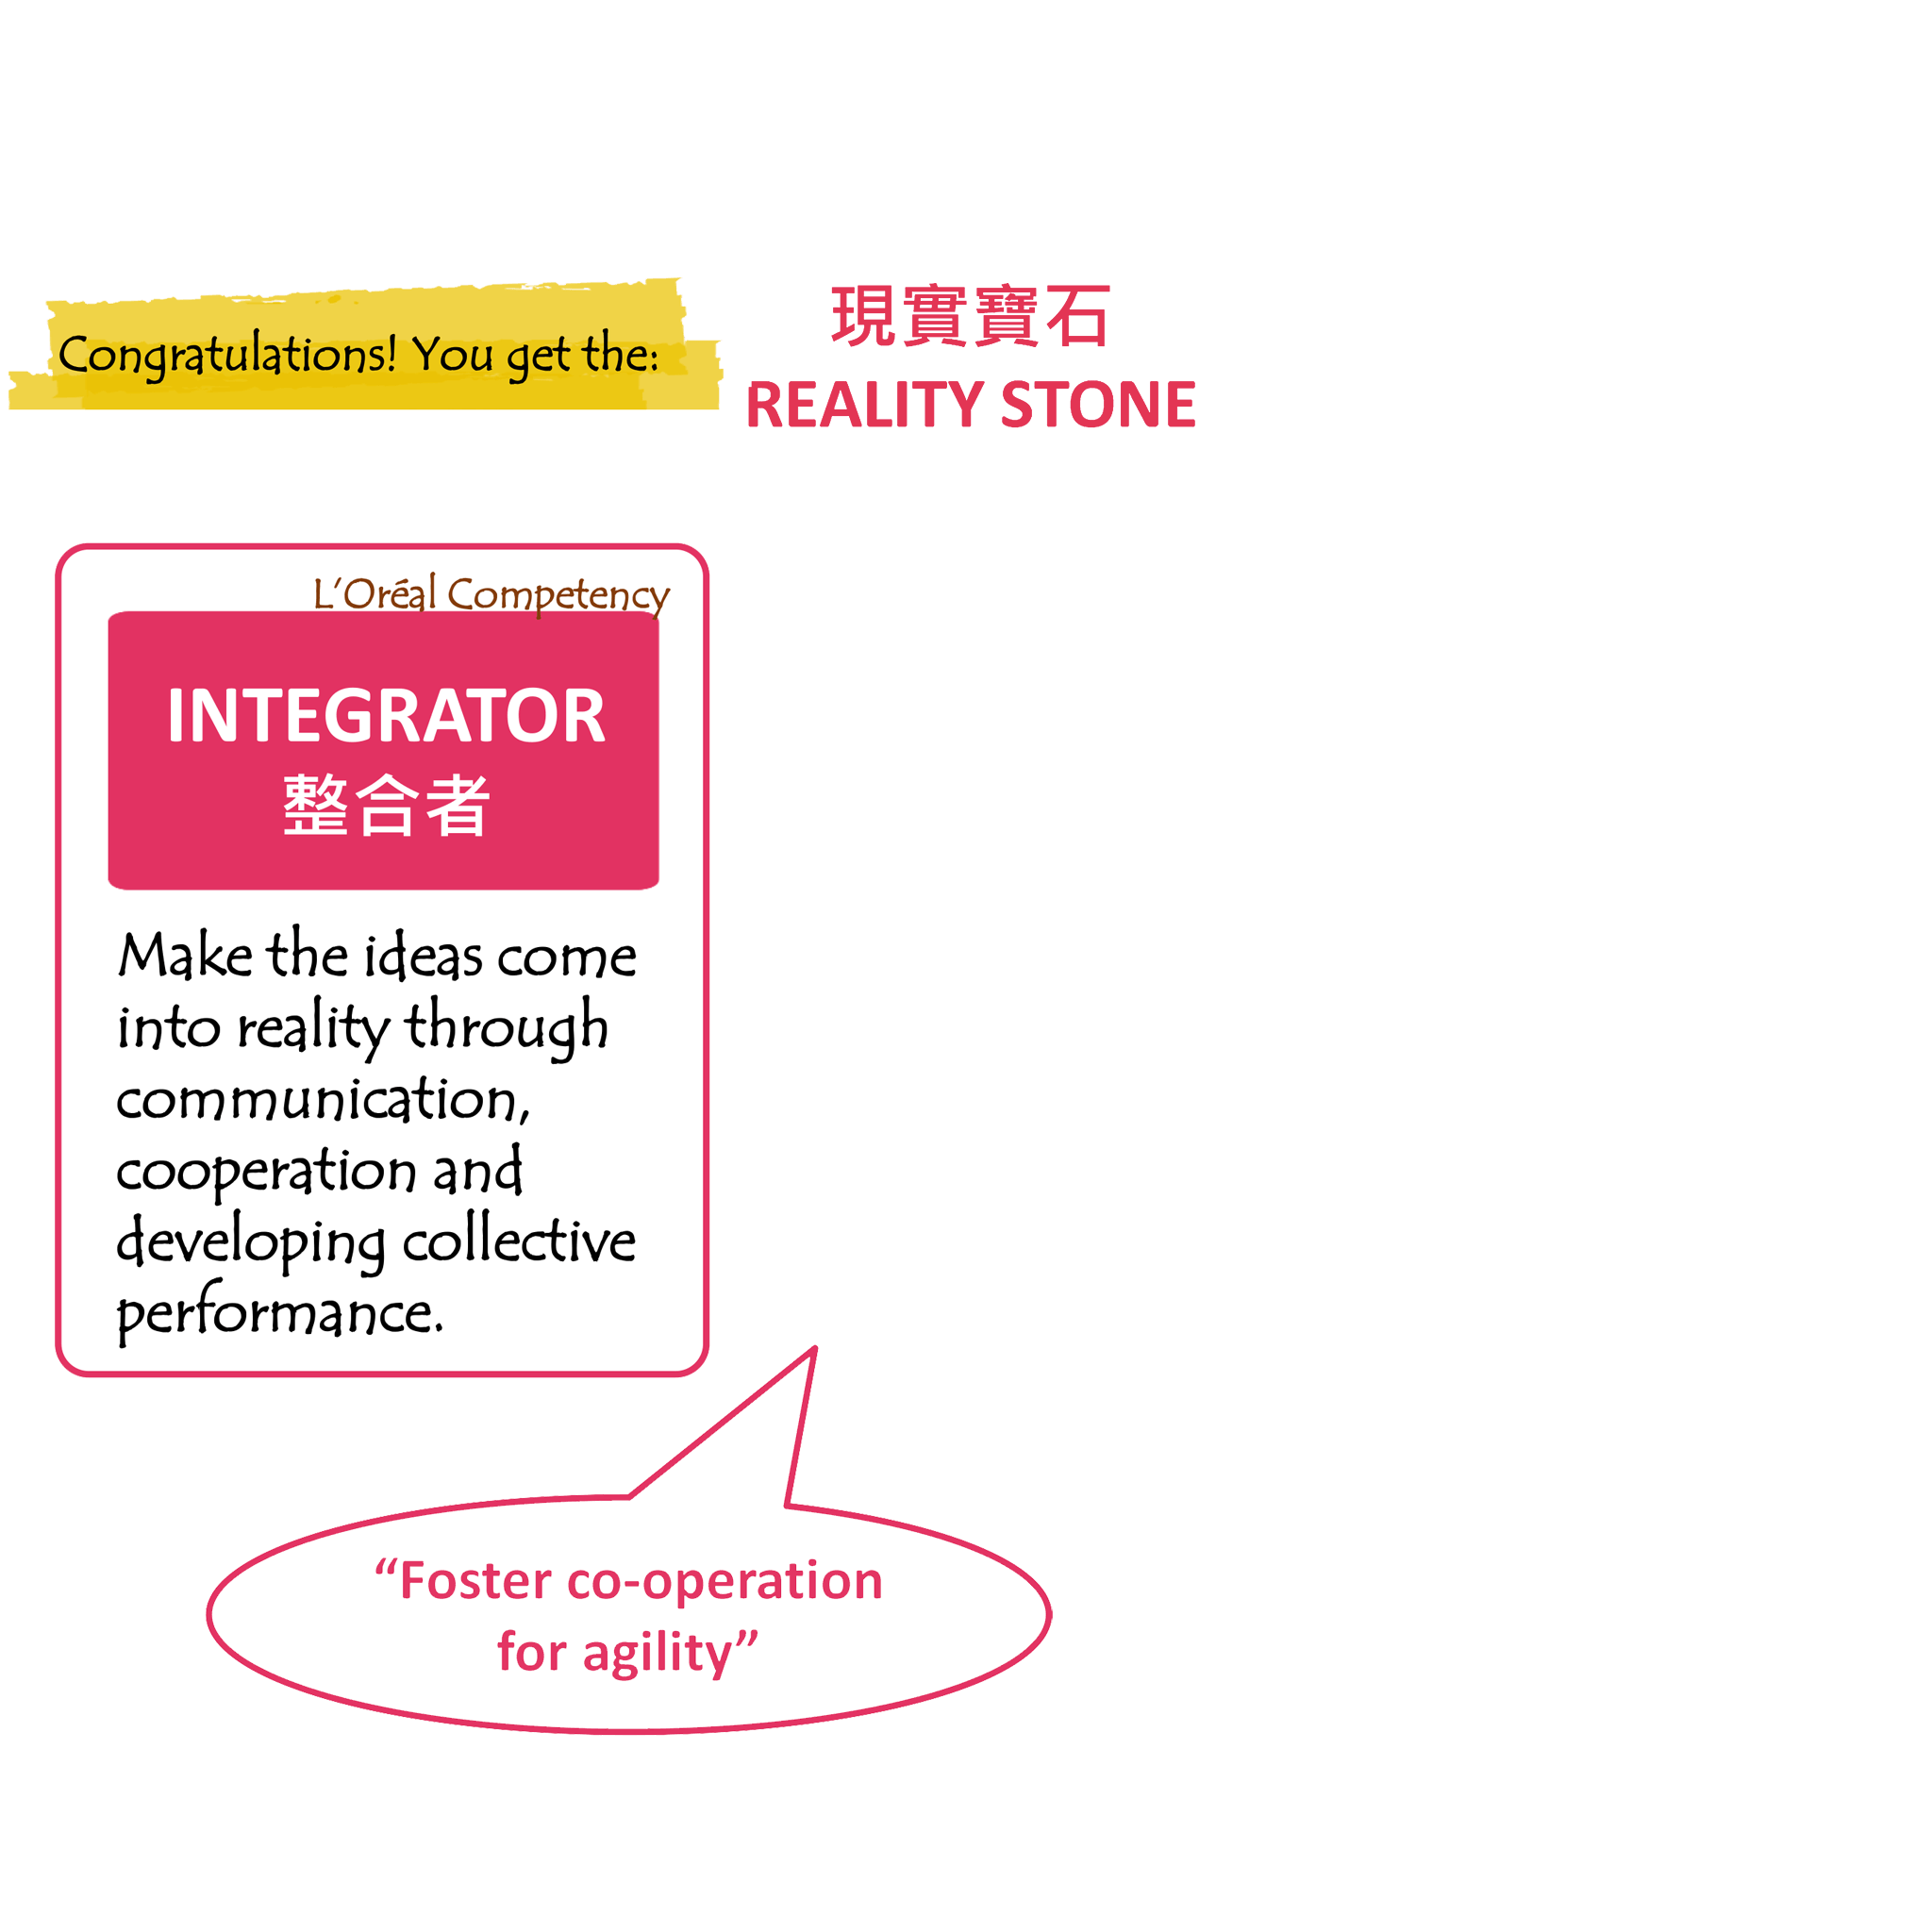 Congratulations! You get the:
現實寶石
REALITY STONE
L'Oréal Competency
INTEGRATOR
整合者
Make the ideas come
into reality through
communication,
cooperation and
developing collective
performance.
“Foster co-operation
for agility”